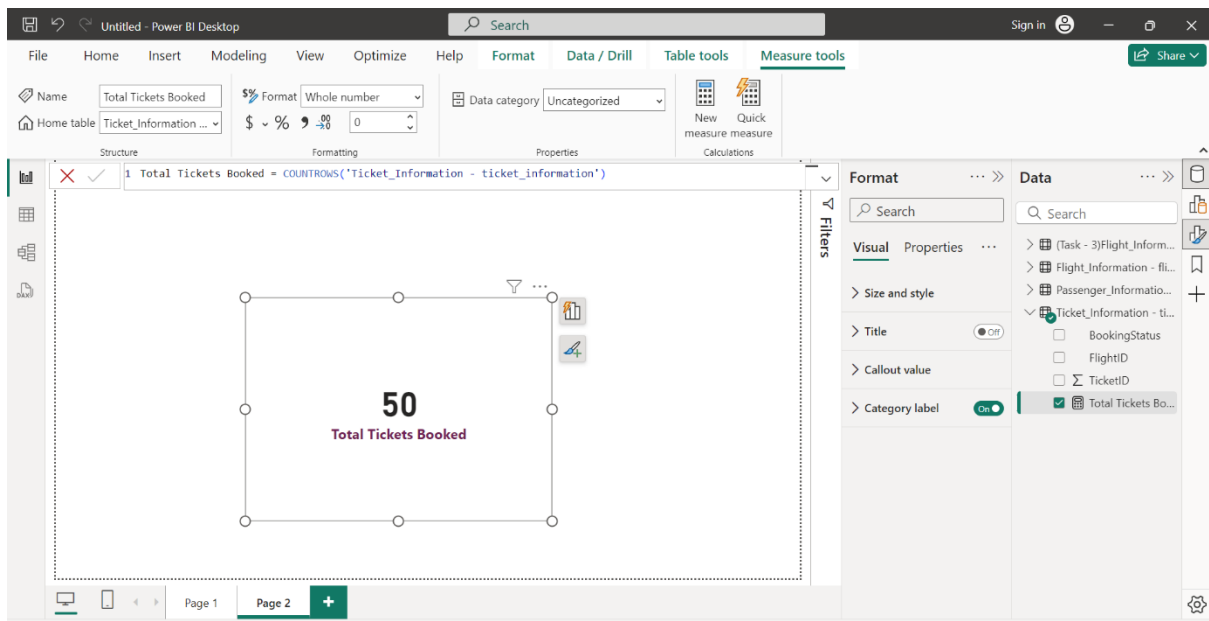 Untitled - Power BI Desktop
Search
Sign in
File Home Insert Modeling View Optimize Help Format Data / Drill Table tools Measure tools
Share
Name Total Tickets Booked
Home table Ticket_Information ...
Structure
$% Format Whole number
$ % 9 .00 0
Formatting
Data category Uncategorized
Properties
New measure
Quick measure
Calculations
1 Total Tickets Booked = COUNTROWS('Ticket_Information - ticket_information')
50
Total Tickets Booked
Filters
Format
Search
Visual Properties ...
Size and style
Title Off
Callout value
Category label On
Data
Search
(Task - 3)Flight_Inform...
Flight_Information - fli...
Passenger_Informatio...
Ticket_Information - ti...
BookingStatus
FlightID
Σ TicketID
Total Tickets Bo...
DAX
Page 1 Page 2 +